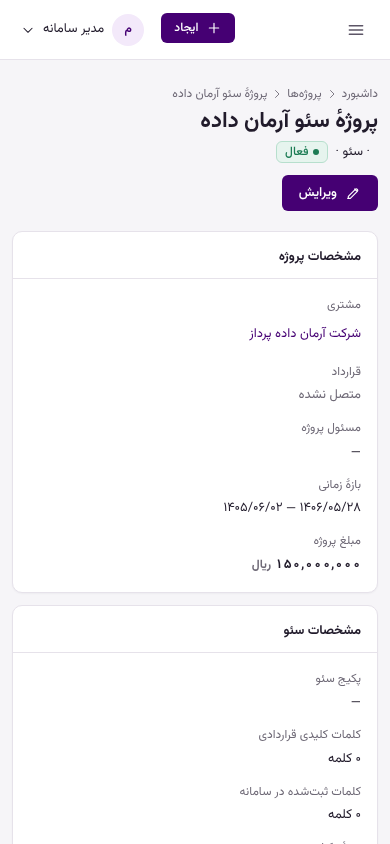 ایجاد
م
مدیر سامانه
داشبورد › پروژه‌ها › پروژهٔ سئو آرمان داده
پروژهٔ سئو آرمان داده
· سئو · فعال
ویرایش
مشخصات پروژه
مشتری
شرکت آرمان داده پرداز
قرارداد
متصل نشده
مسئول پروژه
—
بازهٔ زمانی
۱۴۰۵/۰۶/۰۲ — ۱۴۰۶/۰۵/۲۸
مبلغ پروژه
۱۵۰,۰۰۰,۰۰۰ ریال
مشخصات سئو
پکیج سئو
—
کلمات کلیدی قراردادی
۰ کلمه
کلمات ثبت‌شده در سامانه
۰ کلمه